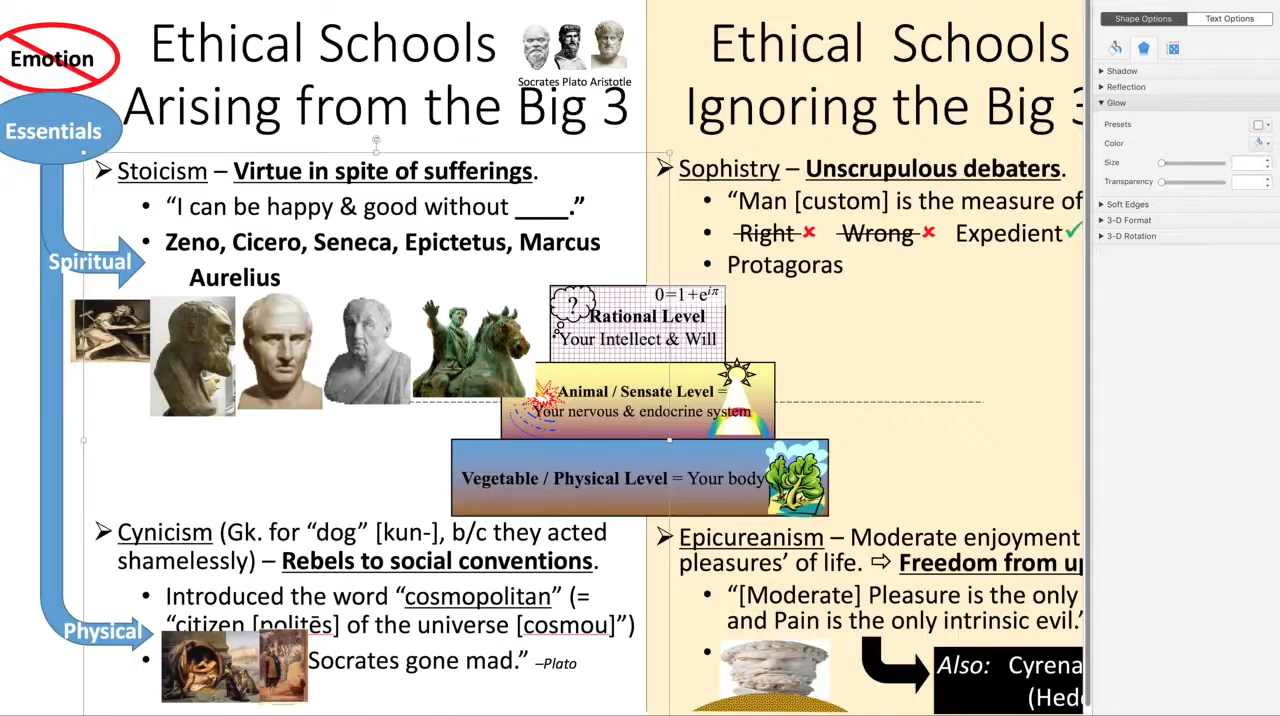 Emotion
Essentials
Spiritual
Physical
Ethical Schools
Arising from the Big 3
Socrates Plato Aristotle
Stoicism – Virtue in spite of sufferings.
• “I can be happy & good without ____.”
• Zeno, Cicero, Seneca, Epictetus, Marcus
Aurelius
Cynicism (Gk. for “dog” [kun-], b/c they acted
shamelessly) – Rebels to social conventions.
• Introduced the word “cosmopolitan” (=
“citizen [politēs] of the universe [cosmou]”)
• Socrates gone mad.” –Plato
?
0=1+e^iπ
Rational Level
Your Intellect & Will
Animal / Sensate Level =
Your nervous & endocrine system
Vegetable / Physical Level = Your body
Ethical Schools
Ignoring the Big
Sophistry – Unscrupulous debaters.
• “Man [custom] is the measure of
• Right ✘ Wrong ✘ Expedient ✓
• Protagoras
Epicureanism – Moderate enjoyment
pleasures’ of life. ⇨ Freedom from
• “[Moderate] Pleasure is the only
and Pain is the only intrinsic evil.”
Also: Cyrena
(Hed
Shape Options
Text Options
Shadow
Reflection
Glow
Presets
Color
Size
Transparency
Soft Edges
3-D Format
3-D Rotation